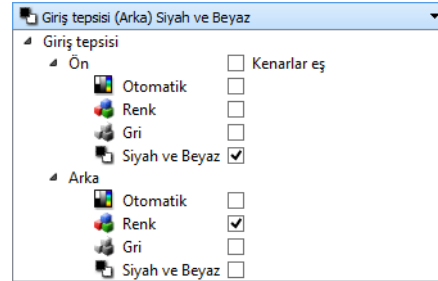 Giriş tepsisi (Arka) Siyah ve Beyaz
Giriş tepsisi
Ön Kenarlar eş
Otomatik
Renk
Gri
Siyah ve Beyaz
Arka
Otomatik
Renk
Gri
Siyah ve Beyaz